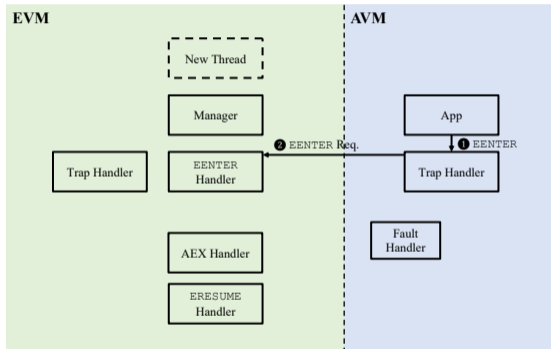 EVM
AVM
New Thread
Manager
App
❷ EENTER Req.
❶ EENTER
Trap Handler
EENTER
Handler
Trap Handler
Fault
Handler
AEX Handler
ERESUME
Handler